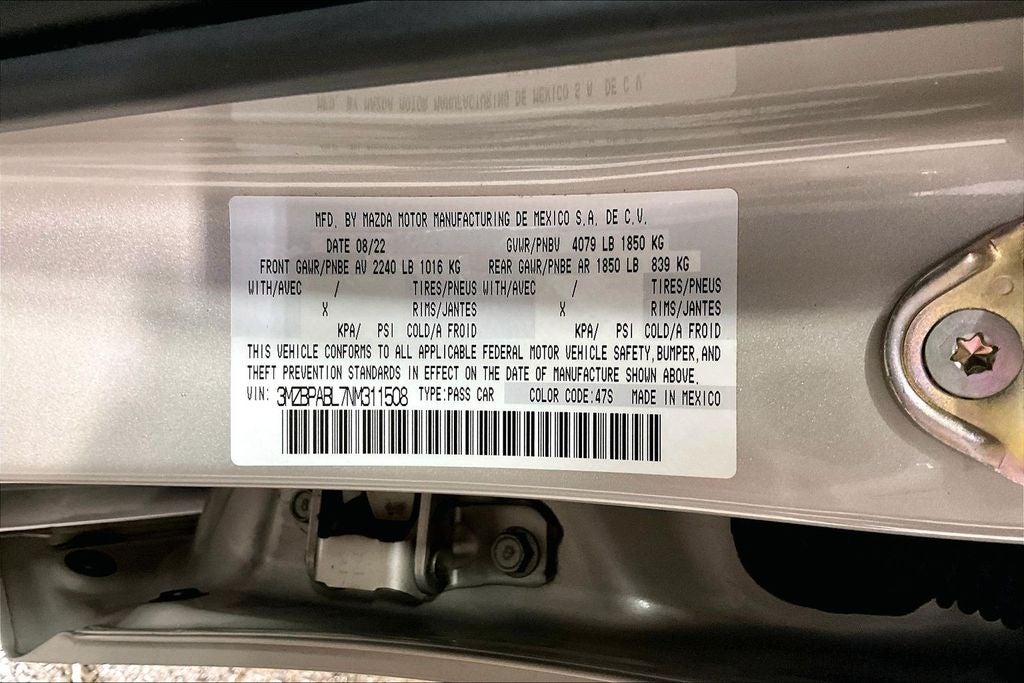 MFD. BY MAZDA MOTOR MANUFACTURING DE MEXICO S.A. DE C.V.
DATE 08/22 GVWR/PNBV 4079 LB 1850 KG
FRONT GAWR/PNBE AV 2240 LB 1016 KG REAR GAWR/PNBE AR 1850 LB 839 KG
WITH/AVEC / TIRES/PNEUS WITH/AVEC / TIRES/PNEUS
X RIMS/JANTES X RIMS/JANTES
KPA/ PSI COLD/A FROID KPA/ PSI COLD/A FROID
THIS VEHICLE CONFORMS TO ALL APPLICABLE FEDERAL MOTOR VEHICLE SAFETY, BUMPER, AND
THEFT PREVENTION STANDARDS IN EFFECT ON THE DATE OF MANUFACTURE SHOWN ABOVE.
VIN: 3MZBPABL7NM311508 TYPE:PASS CAR COLOR CODE:47S MADE IN MEXICO